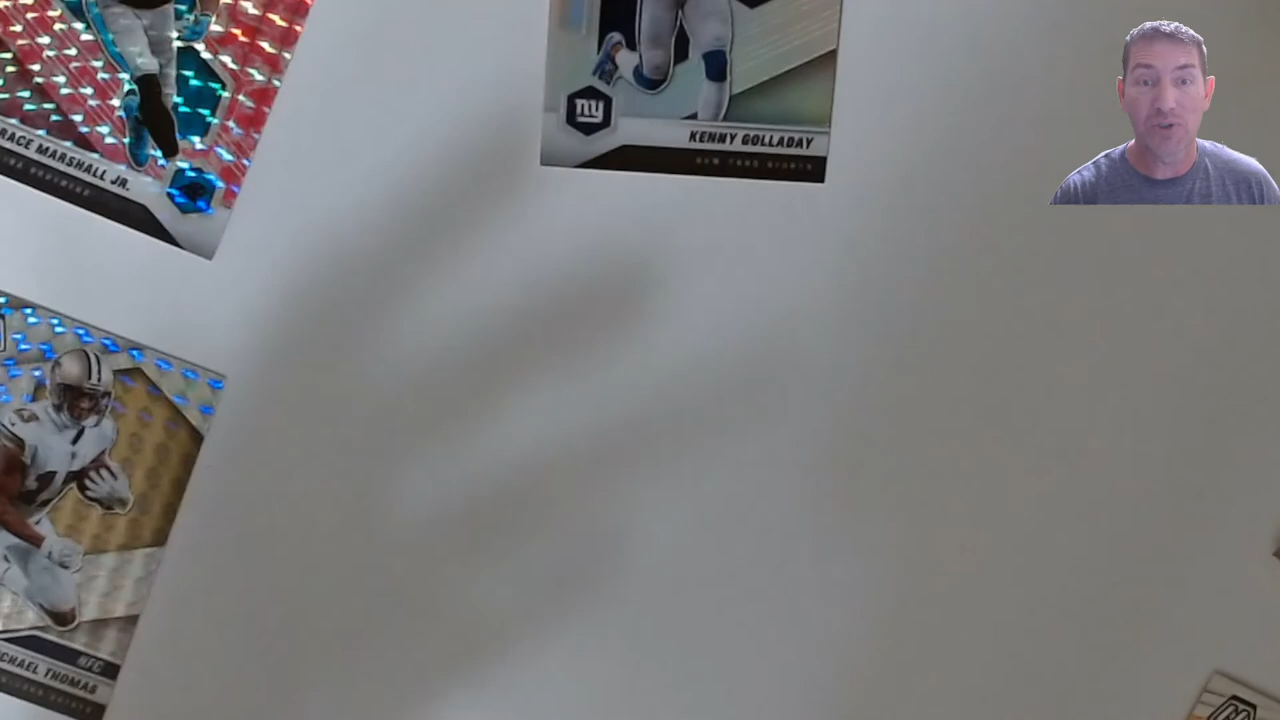 RACE MARSHALL JR.
ny
KENNY GOLLADAY
NEW YORK GIANTS
NFC
CHAEL THOMAS